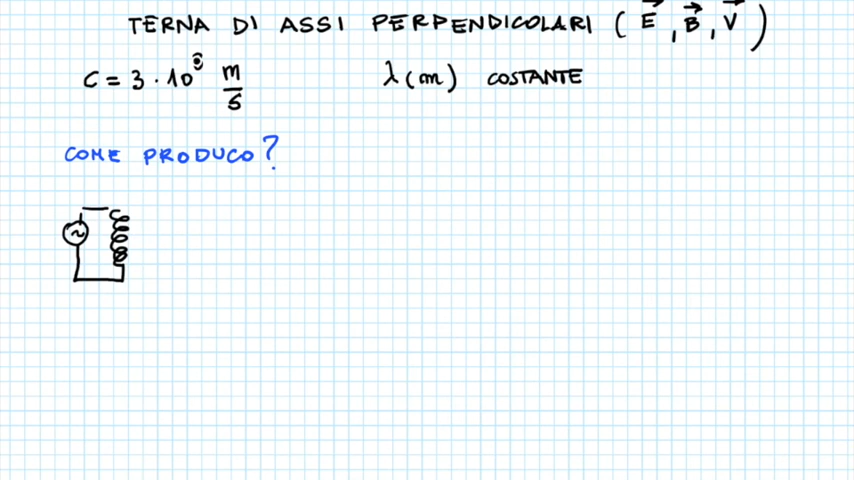 TERNA DI ASSI PERPENDICOLARI (E⃗, B⃗, V⃗)
C = 3 · 10⁸ m/s λ(m) COSTANTE
COME PRODUCO?
~